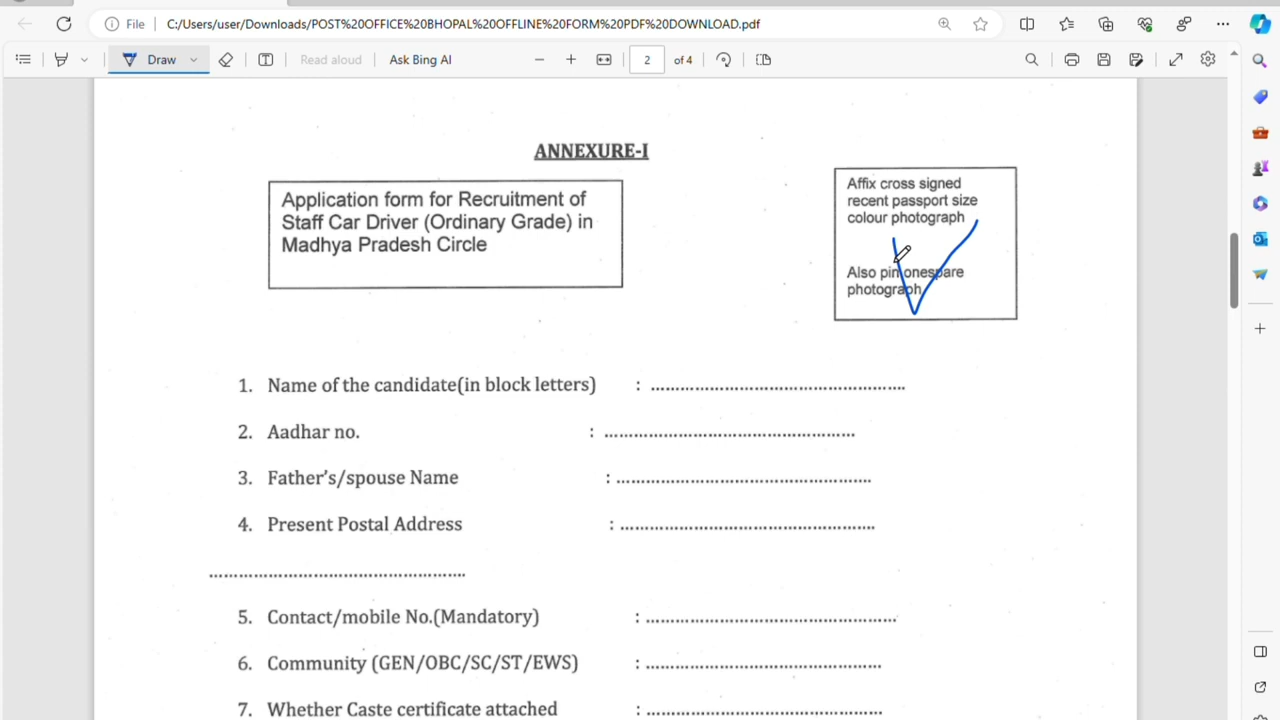 File
C:/Users/user/Downloads/POST%20OFFICE%20BHOPAL%20OFFLINE%20FORM%20PDF%20DOWNLOAD.pdf
Draw
Read aloud
Ask Bing AI
2 of 4
ANNEXURE-I
Application form for Recruitment of
Staff Car Driver (Ordinary Grade) in
Madhya Pradesh Circle
Affix cross signed
recent passport size
colour photograph
Also pin onespare
photograph
1. Name of the candidate(in block letters) : ..................................................
2. Aadhar no. : ..................................................
3. Father's/spouse Name : ..................................................
4. Present Postal Address : ..................................................
..................................................
5. Contact/mobile No.(Mandatory) : ..................................................
6. Community (GEN/OBC/SC/ST/EWS) : ..................................................
7. Whether Caste certificate attached : ..................................................